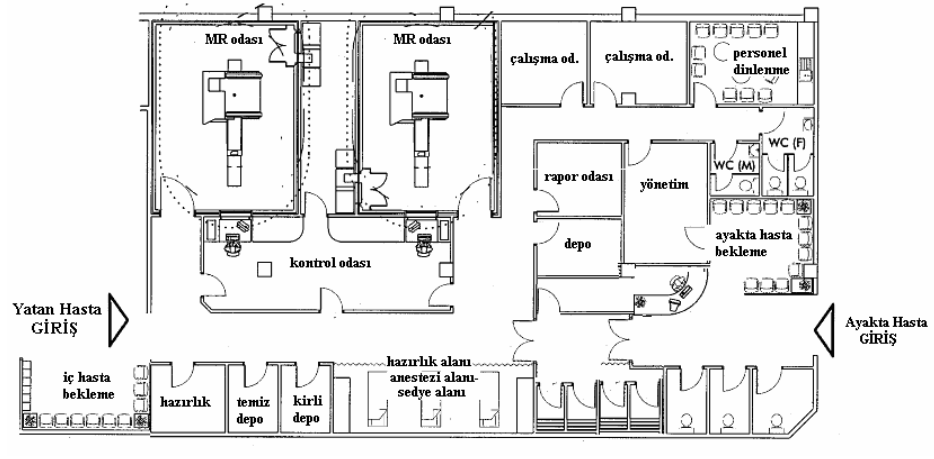 MR odası
MR odası
çalışma od.
çalışma od.
personel
dinlenme
WC (M)
WC (F)
rapor odası
yönetim
depo
ayakta hasta
bekleme
kontrol odası
Yatan Hasta
GİRİŞ
Ayakta Hasta
GİRİŞ
iç hasta
bekleme
hazırlık
temiz
depo
kirli
depo
hazırlık alanı
anestezi alanı-
sedye alanı